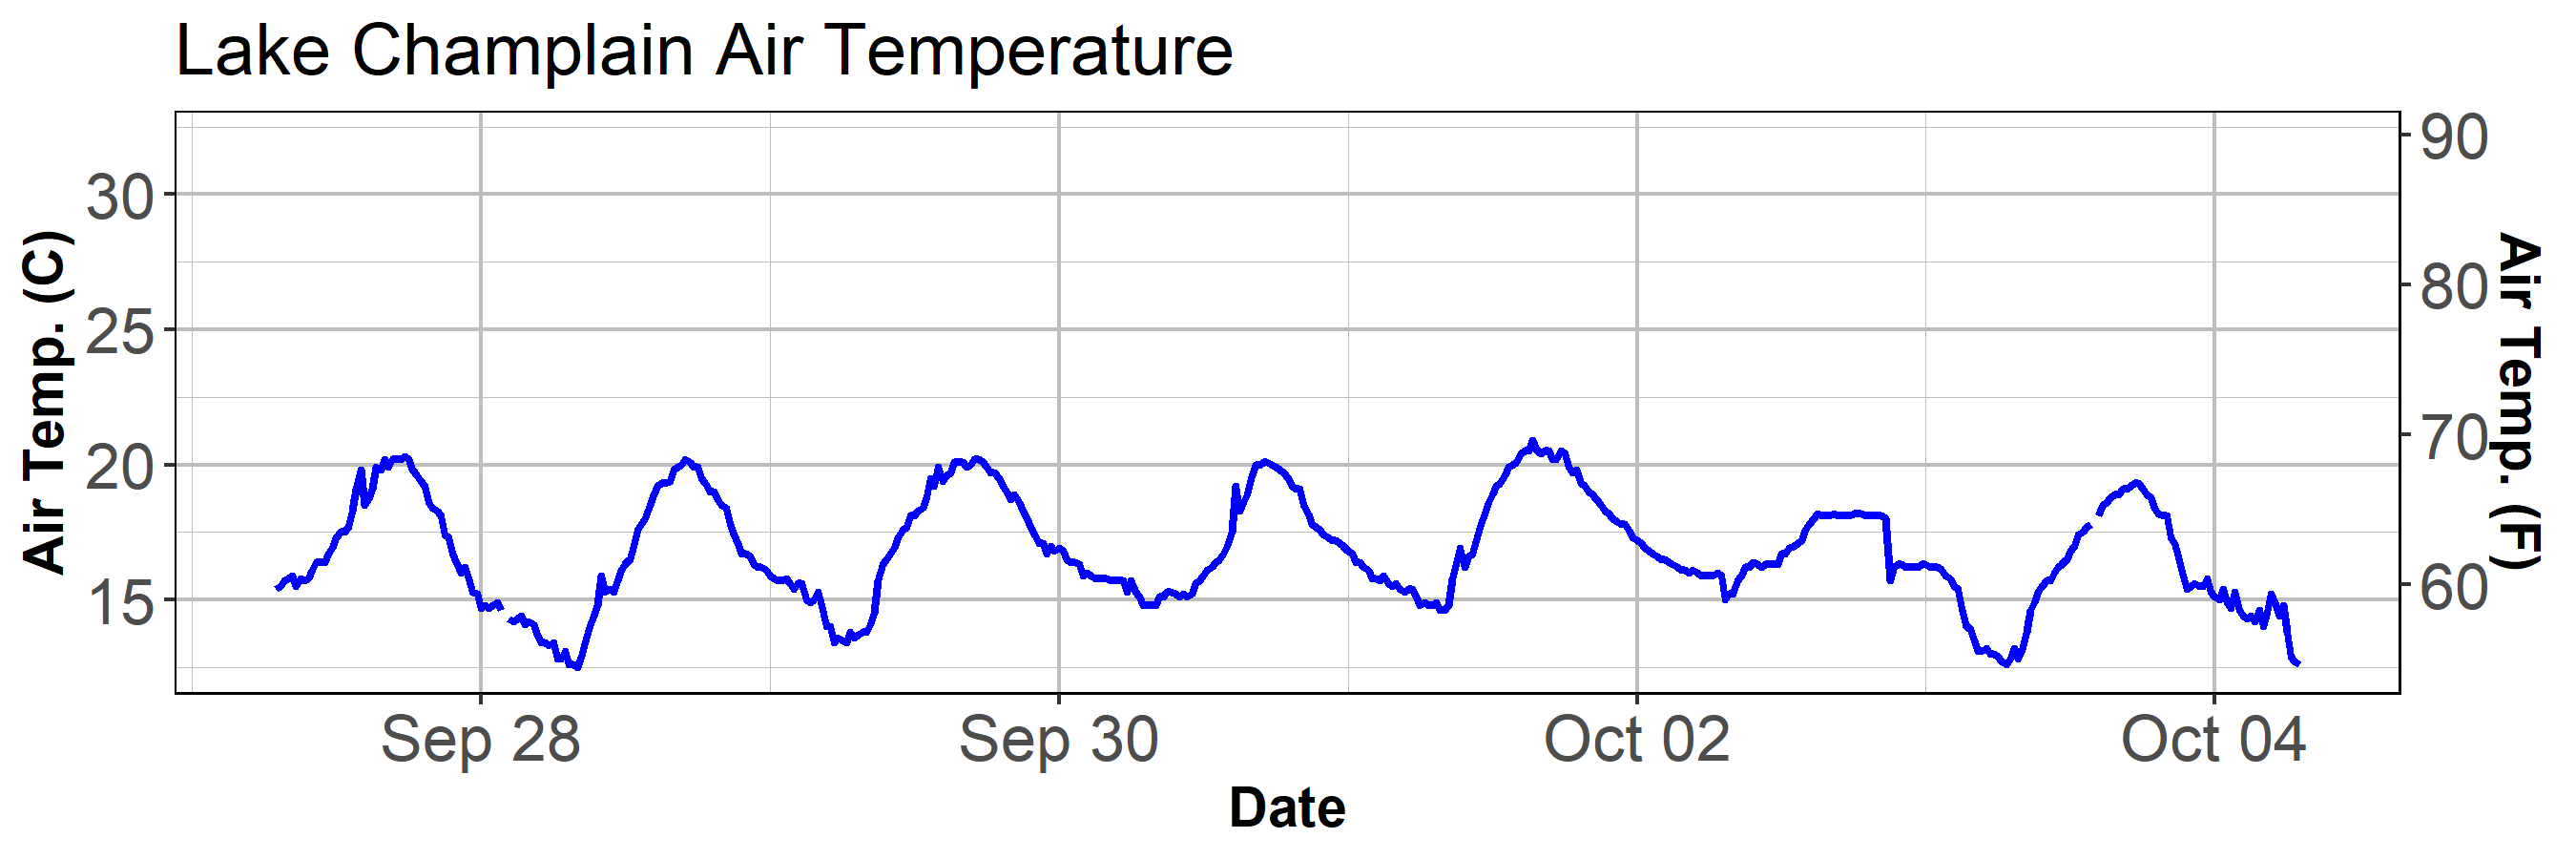 Lake Champlain Air Temperature
Air Temp. (C)
30
25
20
15
90
80
70
60
Air Temp. (F)
Sep 28 Sep 30 Oct 02 Oct 04
Date